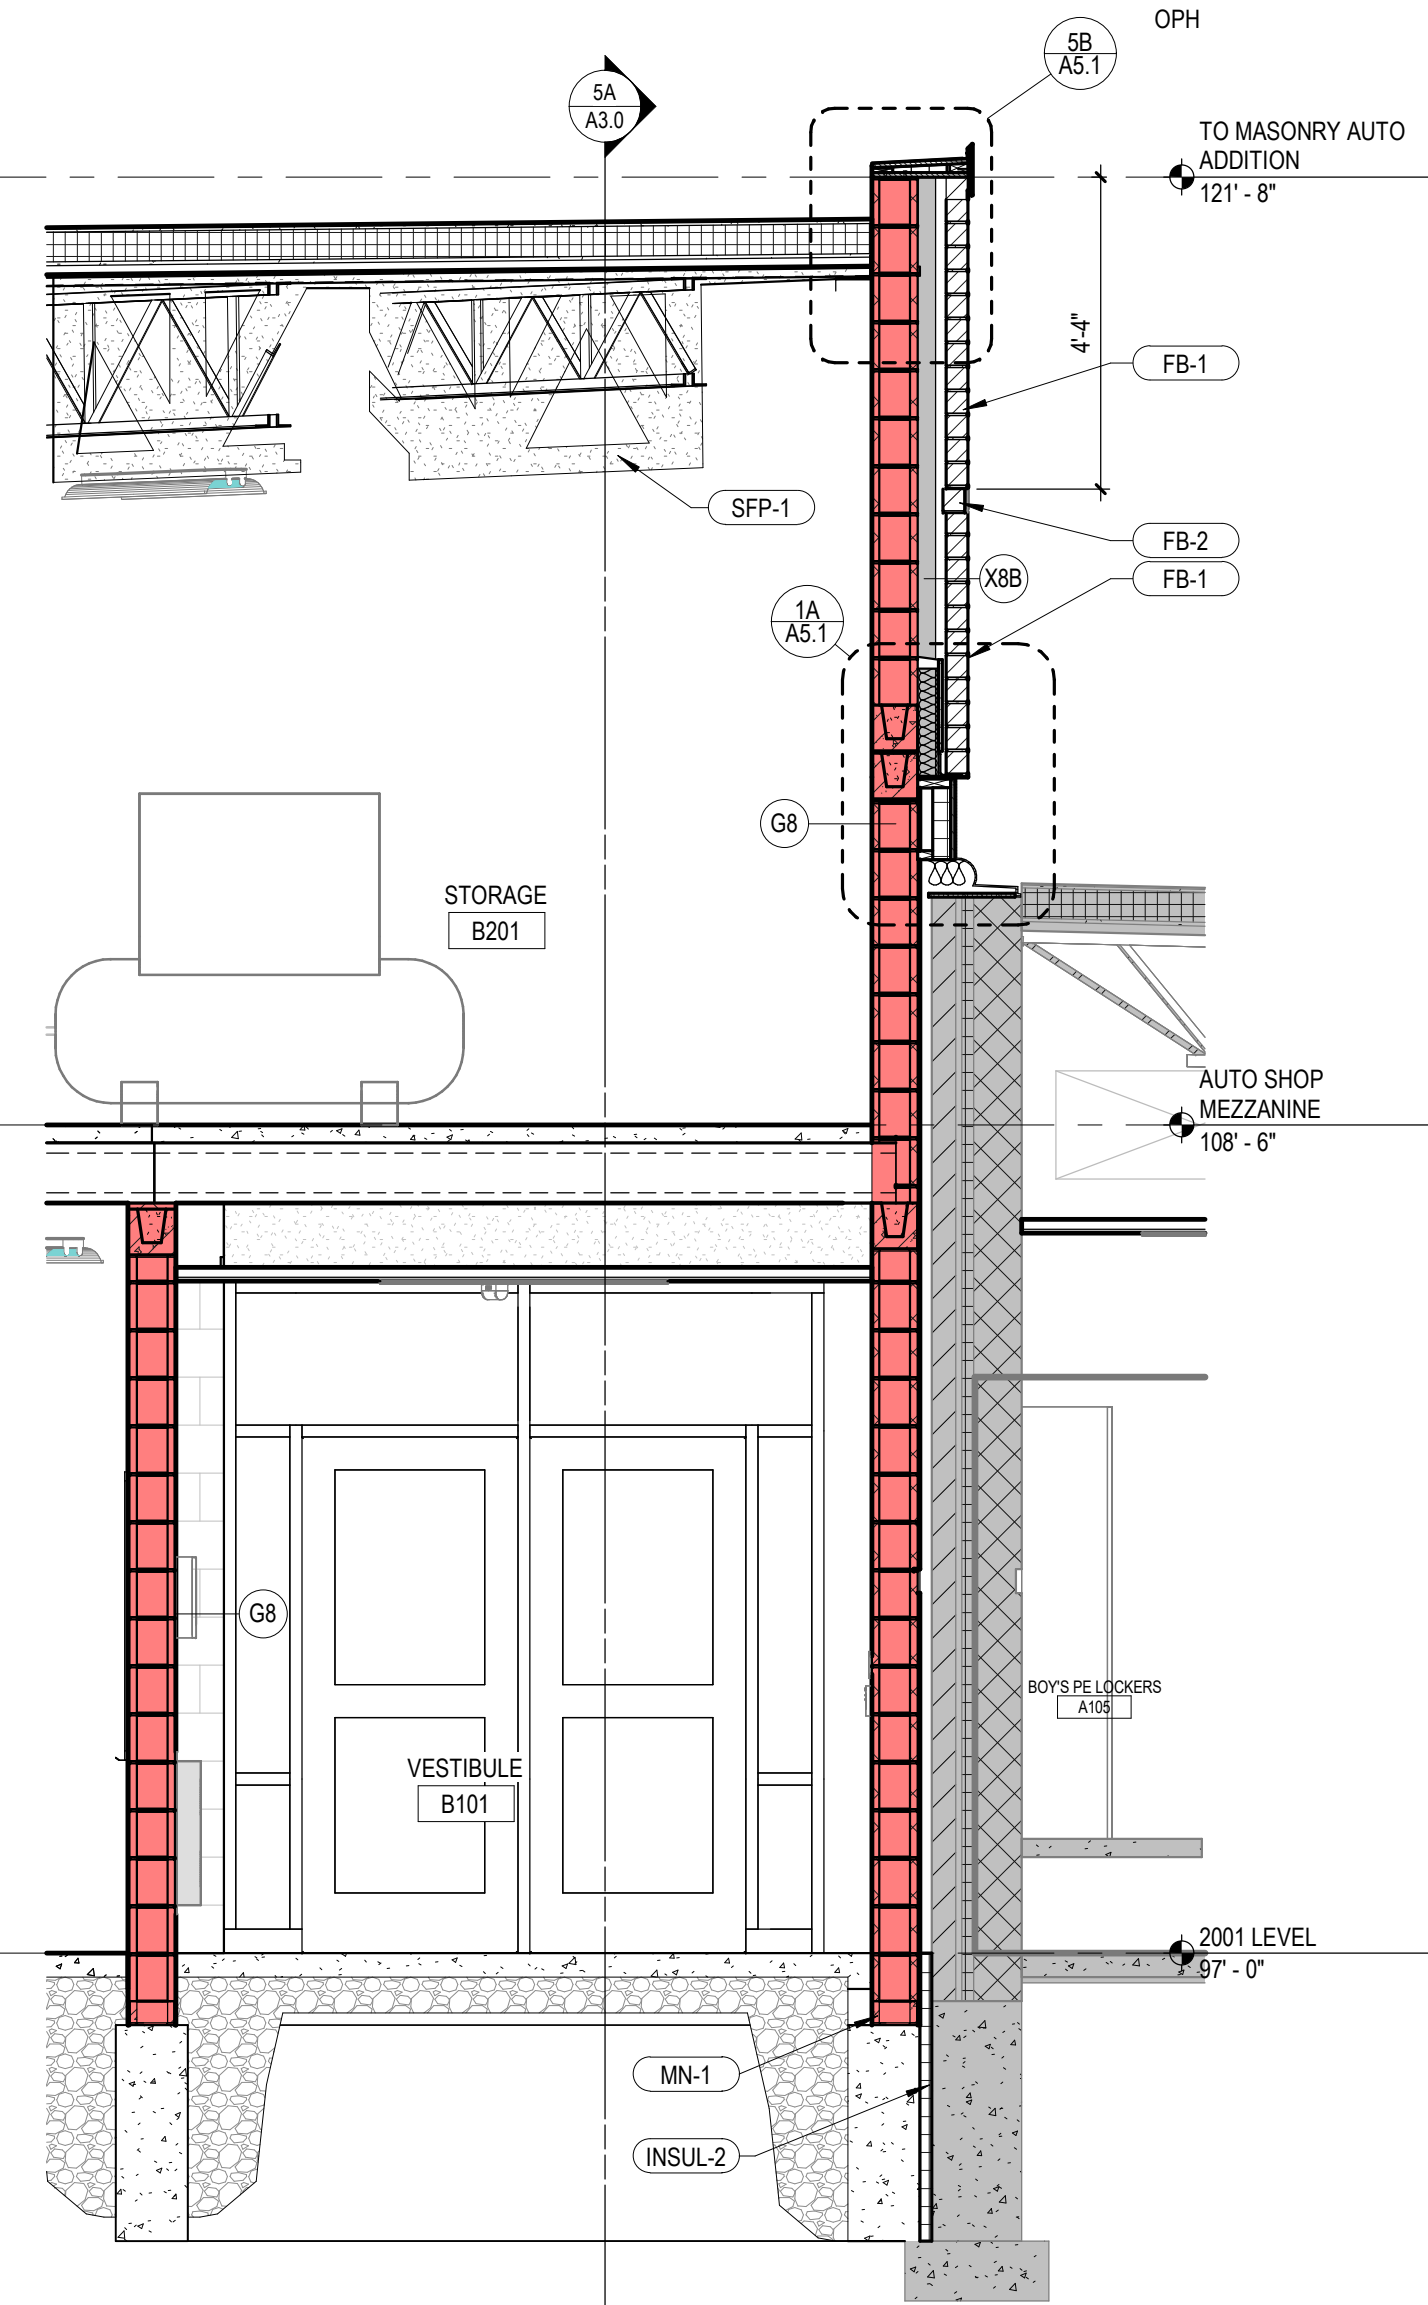 OPH
5B
A5.1
5A
A3.0
TO MASONRY AUTO
ADDITION
121' - 8"
4'-4"
FB-1
SFP-1
FB-2
X8B
FB-1
1A
A5.1
G8
STORAGE
B201
AUTO SHOP
MEZZANINE
108' - 6"
G8
BOY'S PE LOCKERS
A105
VESTIBULE
B101
2001 LEVEL
97' - 0"
MN-1
INSUL-2